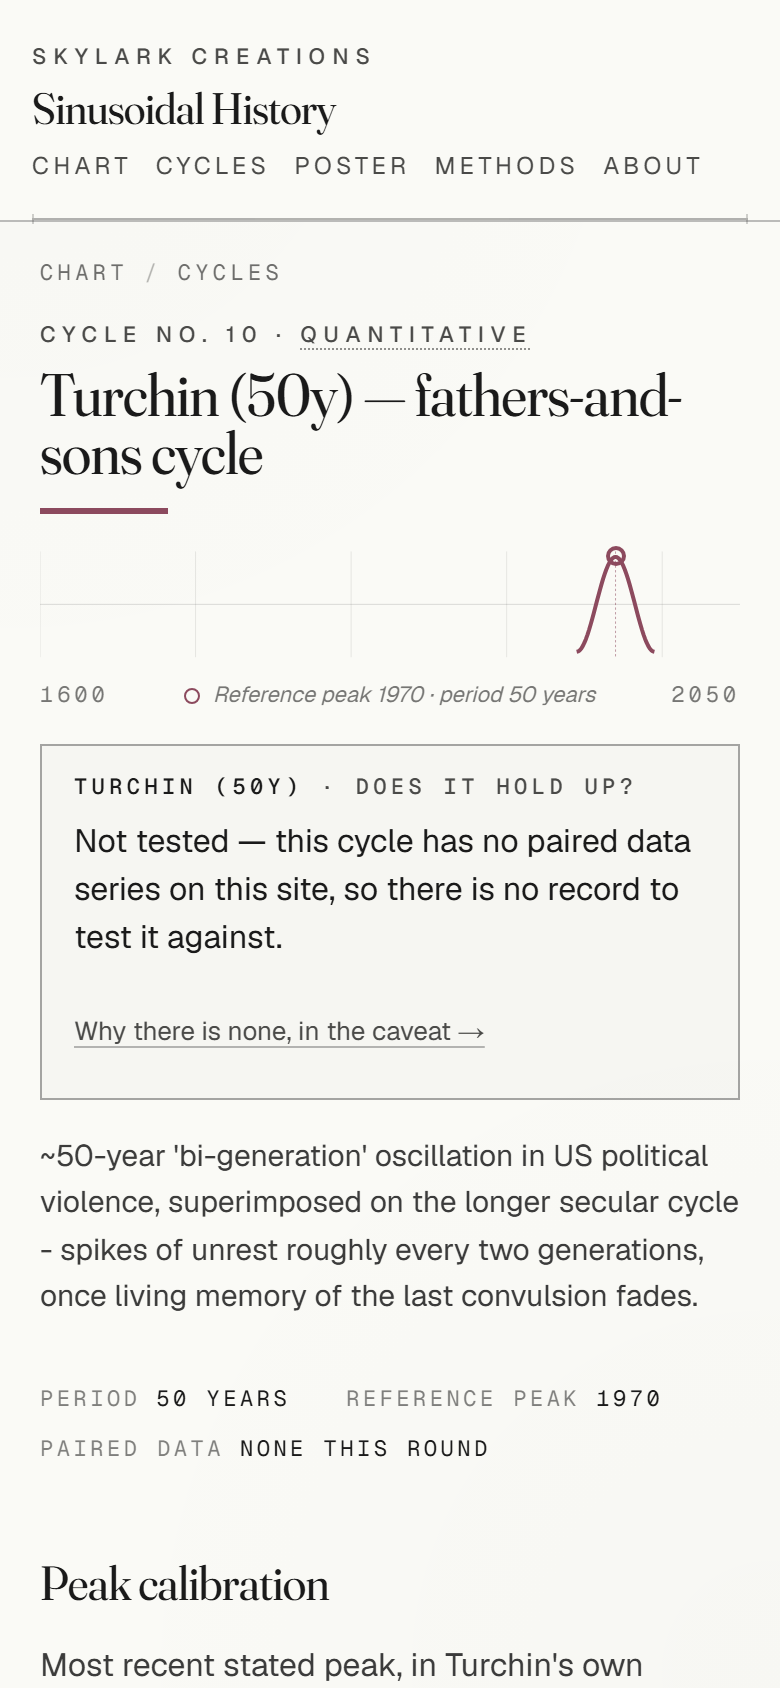 SKYLARK CREATIONS
Sinusoidal History
CHART CYCLES POSTER METHODS ABOUT
CHART / CYCLES
CYCLE NO. 10 · QUANTITATIVE
Turchin (50y) — fathers-and-
sons cycle
1600 Reference peak 1970 · period 50 years 2050
TURCHIN (50Y) · DOES IT HOLD UP?
Not tested — this cycle has no paired data
series on this site, so there is no record to
test it against.
Why there is none, in the caveat →
~50-year 'bi-generation' oscillation in US political
violence, superimposed on the longer secular cycle
- spikes of unrest roughly every two generations,
once living memory of the last convulsion fades.
PERIOD 50 YEARS REFERENCE PEAK 1970
PAIRED DATA NONE THIS ROUND
Peak calibration
Most recent stated peak, in Turchin's own